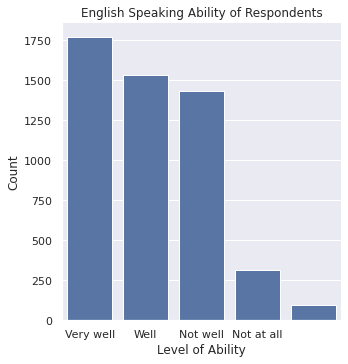 English Speaking Ability of Respondents
1750
1500
1250
1000
750
500
250
0
Count
Very well Well Not well Not at all
Level of Ability